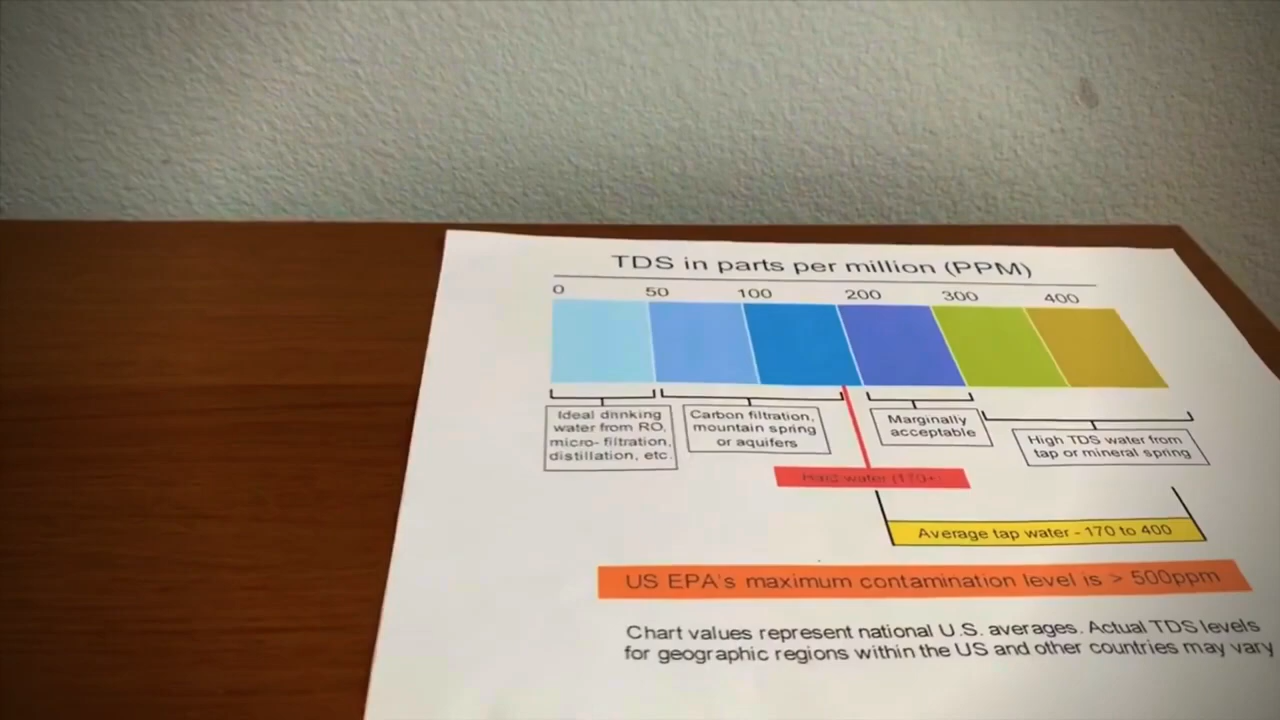 TDS in parts per million (PPM)
0 50 100 200 300 400
Ideal drinking
water from RO,
micro- filtration,
distillation, etc.
Carbon filtration,
mountain spring
or aquifers
Marginally
acceptable
High TDS water from
tap or mineral spring
Hard water (170+)
Average tap water - 170 to 400
US EPA's maximum contamination level is > 500ppm
Chart values represent national U.S. averages. Actual TDS levels
for geographic regions within the US and other countries may vary